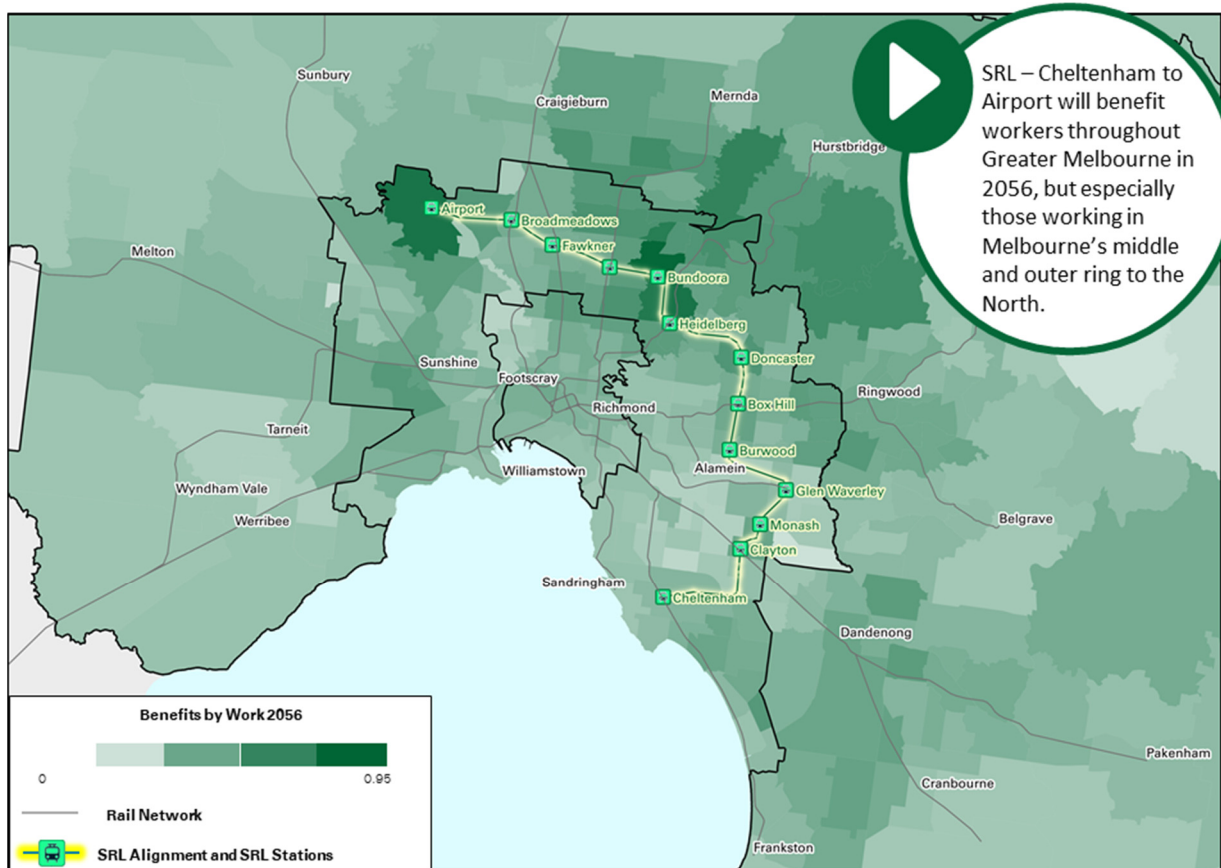 SRL – Cheltenham to
Airport will benefit
workers throughout
Greater Melbourne in
2056, but especially
those working in
Melbourne's middle
and outer ring to the
North.
Sunbury
Craigieburn
Mernda
Hurstbridge
Airport
Broadmeadows
Melton
Fawkner
Bundoora
Heidelberg
Doncaster
Sunshine
Footscray
Ringwood
Box Hill
Richmond
Tarneit
Burwood
Williamstown
Alamein
Wyndham Vale
Glen Waverley
Werribee
Belgrave
Monash
Clayton
Sandringham
Cheltenham
Dandenong
Benefits by Work 2056
0
0.95
Pakenham
Cranbourne
Rail Network
Frankston
SRL Alignment and SRL Stations